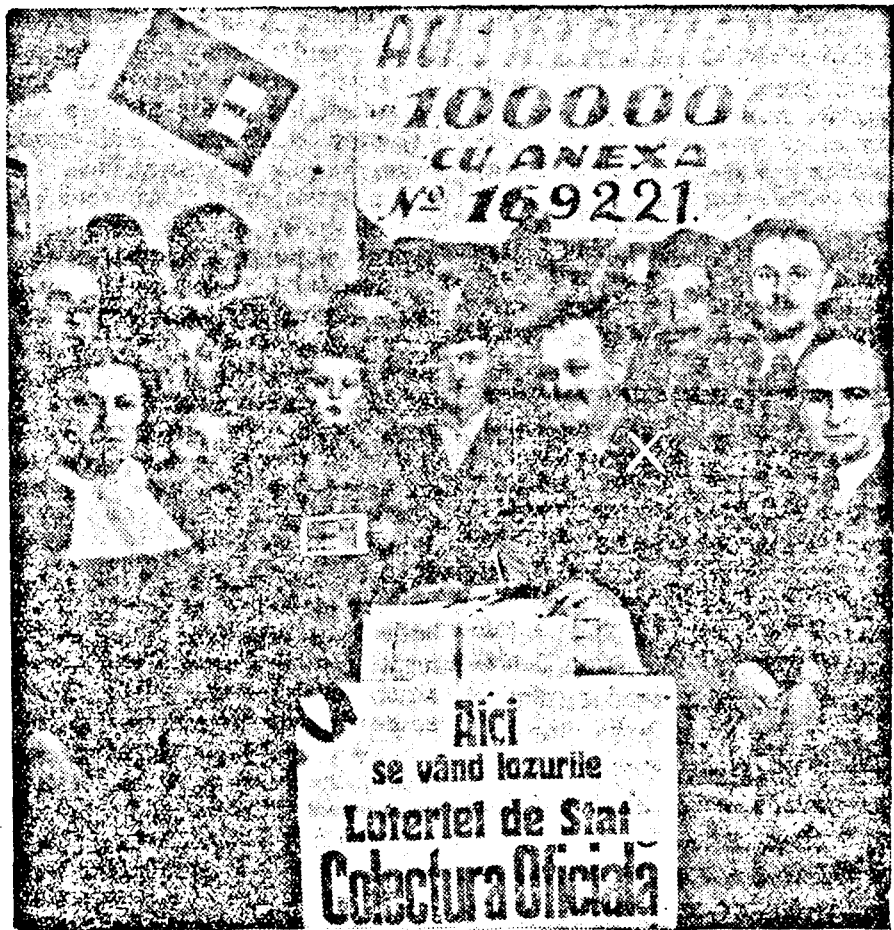 100000
CU ANEXA
Nº 169221.
Aici
se vând lozurile
Loteriei de Stat
Colectura Oficială